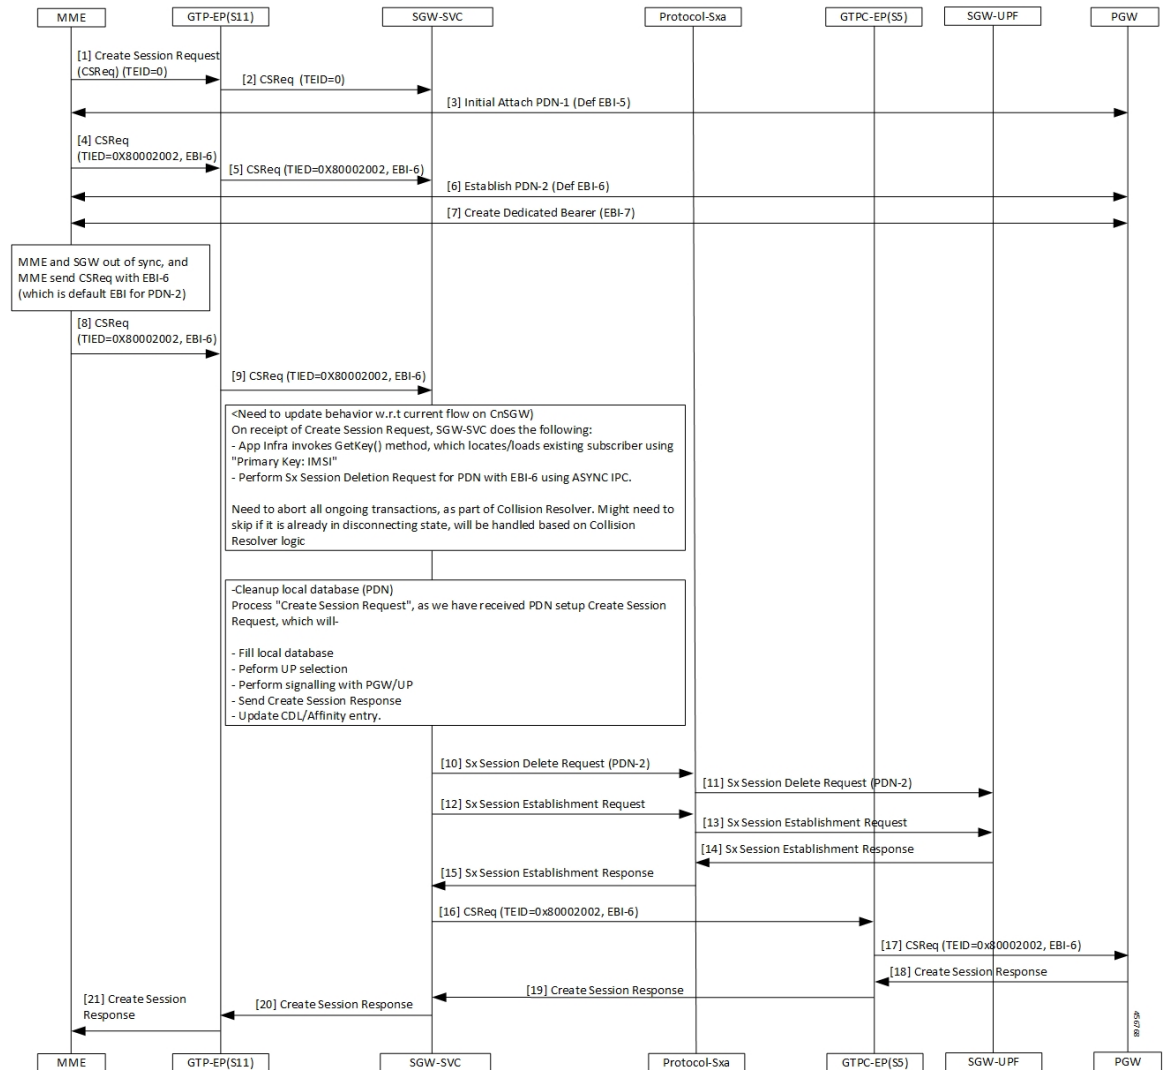 MME
GTP-EP(S11)
SGW-SVC
Protocol-Sxa
GTPC-EP(S5)
SGW-UPF
PGW
[1] Create Session Request
(CSReq) (TEID=0)
[2] CSReq (TEID=0)
[3] Initial Attach PDN-1 (Def EBI-5)
[4] CSReq
(TIED=0X80002002, EBI-6)
[5] CSReq (TIED=0X80002002, EBI-6)
[6] Establish PDN-2 (Def EBI-6)
[7] Create Dedicated Bearer (EBI-7)
MME and SGW out of sync, and
MME send CSReq with EBI-6
(which is default EBI for PDN-2)
[8] CSReq
(TIED=0X80002002, EBI-6)
[9] CSReq (TIED=0X80002002, EBI-6)
<Need to update behavior w.r.t current flow on CnSGW)
On receipt of Create Session Request, SGW-SVC does the following:
- App Infra invokes GetKey() method, which locates/loads existing subscriber using
"Primary Key: IMSI"
- Perform Sx Session Deletion Request for PDN with EBI-6 using ASYNC IPC.
Need to abort all ongoing transactions, as part of Collision Resolver. Might need to
skip if it is already in disconnecting state, will be handled based on Collision
Resolver logic
-Cleanup local database (PDN)
Process "Create Session Request", as we have received PDN setup Create Session
Request, which will-
- Fill local database
- Peform UP selection
- Perform signalling with PGW/UP
- Send Create Session Response
- Update CDL/Affinity entry.
[10] Sx Session Delete Request (PDN-2)
[11] Sx Session Delete Request (PDN-2)
[12] Sx Session Establishment Request
[13] Sx Session Establishment Request
[14] Sx Session Establishment Response
[15] Sx Session Establishment Response
[16] CSReq (TEID=0x80002002, EBI-6)
[17] CSReq (TEID=0x80002002, EBI-6)
[18] Create Session Response
[19] Create Session Response
[20] Create Session Response
[21] Create Session
Response
456768
MME
GTP-EP(S11)
SGW-SVC
Protocol-Sxa
GTPC-EP(S5)
SGW-UPF
PGW